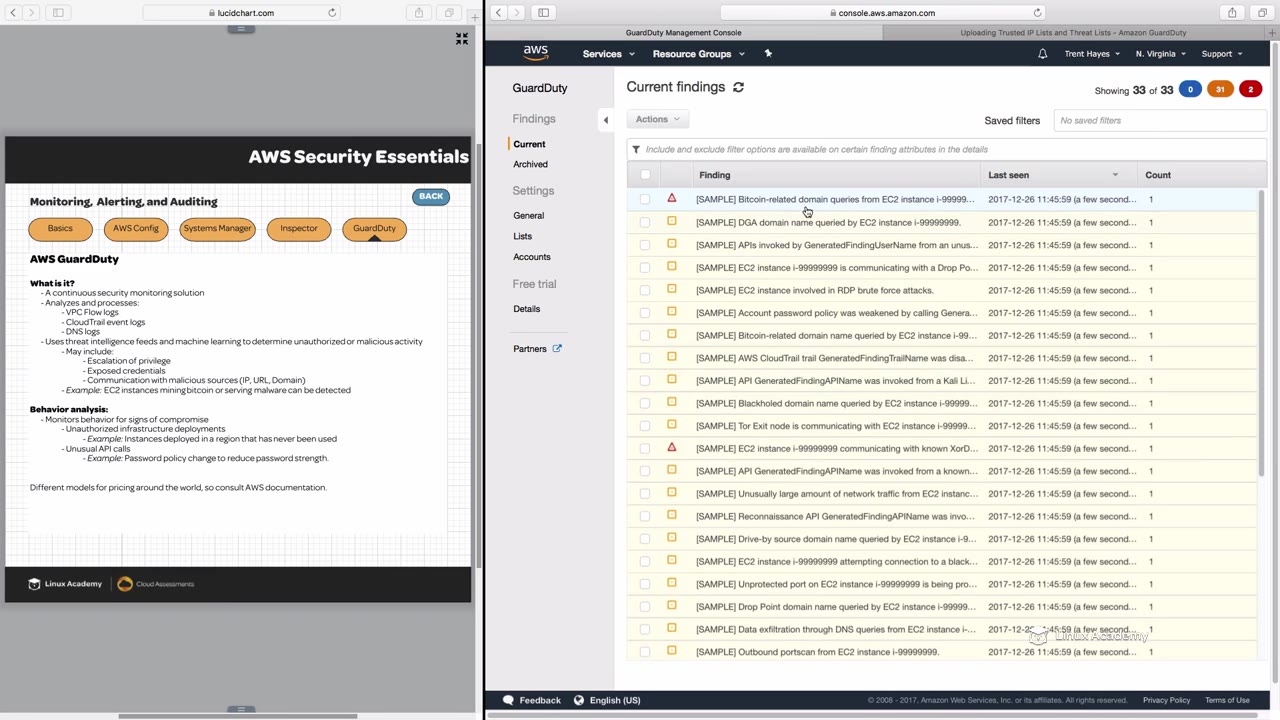 lucidchart.com
AWS Security Essentials
Monitoring, Alerting, and Auditing
BACK
Basics
AWS Config
Systems Manager
Inspector
GuardDuty
AWS GuardDuty
What is it?
- A continuous security monitoring solution
- Analyzes and processes:
- VPC Flow logs
- CloudTrail event logs
- DNS logs
- Uses threat intelligence feeds and machine learning to determine unauthorized or malicious activity
- May include:
- Escalation of privilege
- Exposed credentials
- Communication with malicious sources (IP, URL, Domain)
- Example: EC2 instances mining bitcoin or serving malware can be detected
Behavior analysis:
- Monitors behavior for signs of compromise
- Unauthorized infrastructure deployments
- Example: Instances deployed in a region that has never been used
- Unusual API calls
- Example: Password policy change to reduce password strength.
Different models for pricing around the world, so consult AWS documentation.
Linux Academy
Cloud Assessments
console.aws.amazon.com
GuardDuty Management Console
Uploading Trusted IP Lists and Threat Lists - Amazon GuardDuty
aws
Services
Resource Groups
Trent Hayes
N. Virginia
Support
GuardDuty
Findings
Current
Archived
Settings
General
Lists
Accounts
Free trial
Details
Partners
Current findings
Showing 33 of 33
0
31
2
Actions
Saved filters
No saved filters
Include and exclude filter options are available on certain finding attributes in the details
Finding Last seen Count
[SAMPLE] Bitcoin-related domain queries from EC2 instance i-99999... 2017-12-26 11:45:59 (a few second... 1
[SAMPLE] DGA domain name queried by EC2 instance i-99999999. 2017-12-26 11:45:59 (a few second... 1
[SAMPLE] APIs invoked by GeneratedFindingUserName from an unus... 2017-12-26 11:45:59 (a few second... 1
[SAMPLE] EC2 instance i-99999999 is communicating with a Drop Po... 2017-12-26 11:45:59 (a few second... 1
[SAMPLE] EC2 instance involved in RDP brute force attacks. 2017-12-26 11:45:59 (a few second... 1
[SAMPLE] Account password policy was weakened by calling Genera... 2017-12-26 11:45:59 (a few second... 1
[SAMPLE] Bitcoin-related domain name queried by EC2 instance i-99... 2017-12-26 11:45:59 (a few second... 1
[SAMPLE] AWS CloudTrail trail GeneratedFindingTrailName was disa... 2017-12-26 11:45:59 (a few second... 1
[SAMPLE] API GeneratedFindingAPIName was invoked from a Kali Li... 2017-12-26 11:45:59 (a few second... 1
[SAMPLE] Blackholed domain name queried by EC2 instance i-9999... 2017-12-26 11:45:59 (a few second... 1
[SAMPLE] Tor Exit node is communicating with EC2 instance i-9999... 2017-12-26 11:45:59 (a few second... 1
[SAMPLE] EC2 instance i-99999999 communicating with known XorD... 2017-12-26 11:45:59 (a few second... 1
[SAMPLE] API GeneratedFindingAPIName was invoked from a known... 2017-12-26 11:45:59 (a few second... 1
[SAMPLE] Unusually large amount of network traffic from EC2 instanc... 2017-12-26 11:45:59 (a few second... 1
[SAMPLE] Reconnaissance API GeneratedFindingAPIName was invo... 2017-12-26 11:45:59 (a few second... 1
[SAMPLE] Drive-by source domain name queried by EC2 instance i-9... 2017-12-26 11:45:59 (a few second... 1
[SAMPLE] EC2 instance i-99999999 attempting connection to a black... 2017-12-26 11:45:59 (a few second... 1
[SAMPLE] Unprotected port on EC2 instance i-99999999 is being pro... 2017-12-26 11:45:59 (a few second... 1
[SAMPLE] Drop Point domain name queried by EC2 instance i-9999... 2017-12-26 11:45:59 (a few second... 1
[SAMPLE] Data exfiltration through DNS queries from EC2 instance i-... 2017-12-26 11:45:59 (a few second... 1
Linux Academy
[SAMPLE] Outbound portscan from EC2 instance i-99999999. 2017-12-26 11:45:59 (a few second... 1
Feedback
English (US)
© 2008 - 2017, Amazon Web Services, Inc. or its affiliates. All rights reserved.
Privacy Policy
Terms of Use